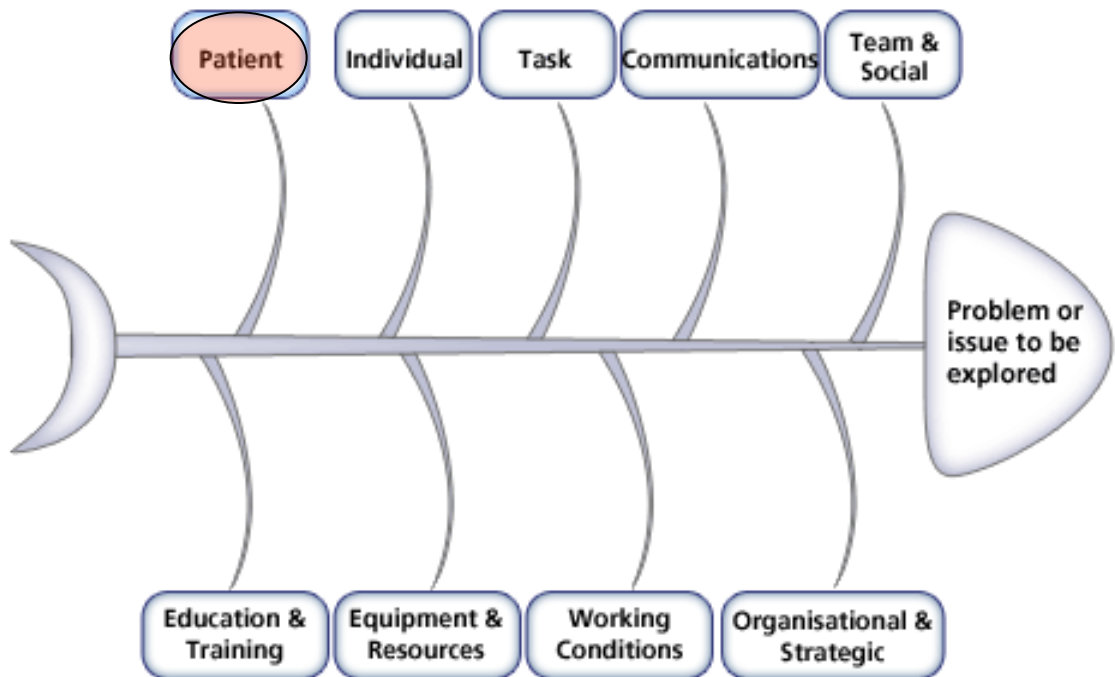 Patient
Individual
Task
Communications
Team &
Social
Problem or
issue to be
explored
Education &
Training
Equipment &
Resources
Working
Conditions
Organisational &
Strategic